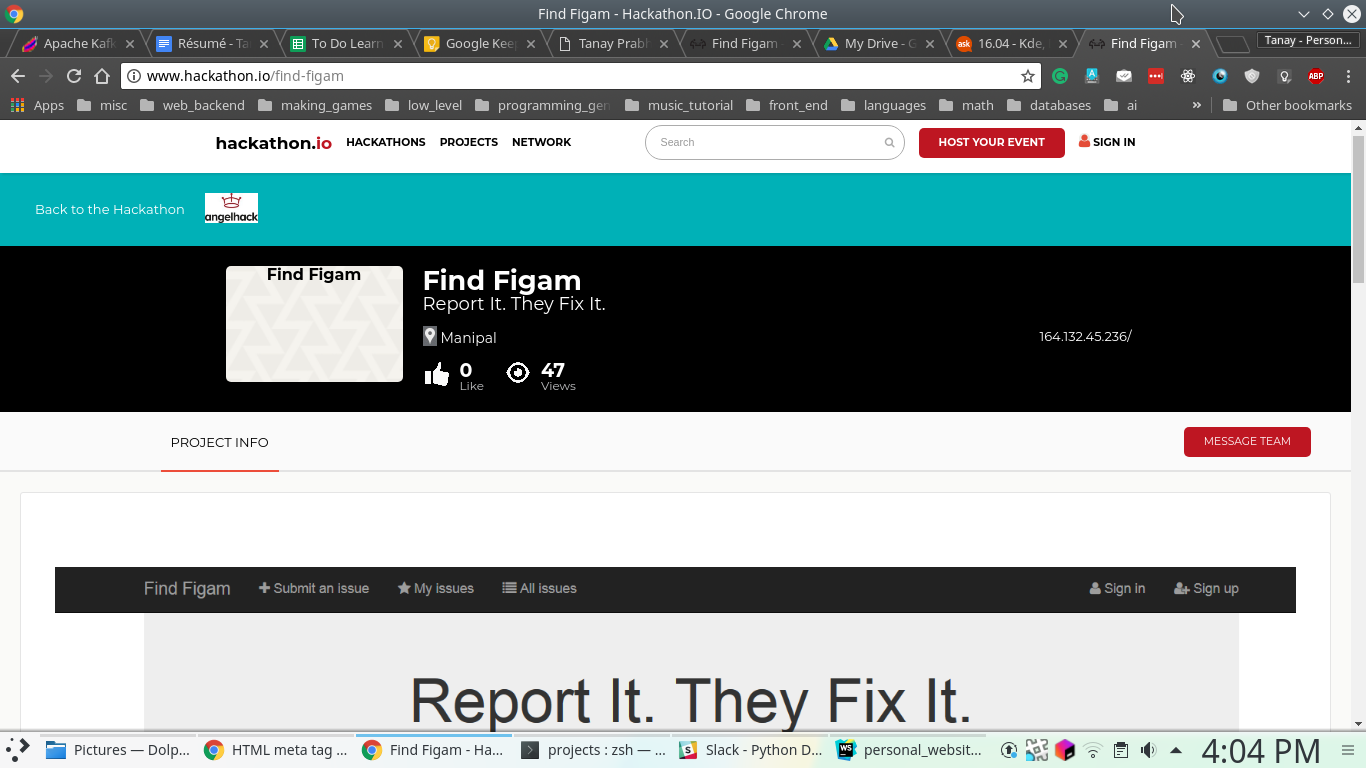 Find Figam - Hackathon.IO - Google Chrome
Apache Kafk
Résumé - Ta
To Do Learn
Google Kee
Tanay Prabh
Find Figam
My Drive - G
16.04 - Kde,
Find Figam -
Tanay - Person...
www.hackathon.io/find-figam
Apps misc web_backend making_games low_level programming_gen music_tutorial front_end languages math databases ai » Other bookmarks
hackathon.io HACKATHONS PROJECTS NETWORK Search HOST YOUR EVENT SIGN IN
Back to the Hackathon angelhack
Find Figam
Find Figam
Report It. They Fix It.
Manipal
164.132.45.236/
0 47
Like Views
PROJECT INFO MESSAGE TEAM
Find Figam Submit an issue My issues All issues Sign in Sign up
Report It. They Fix It.
Pictures — Dolp... HTML meta tag ... Find Figam - Ha... projects : zsh — ... Slack - Python D... personal_websit... 4:04 PM